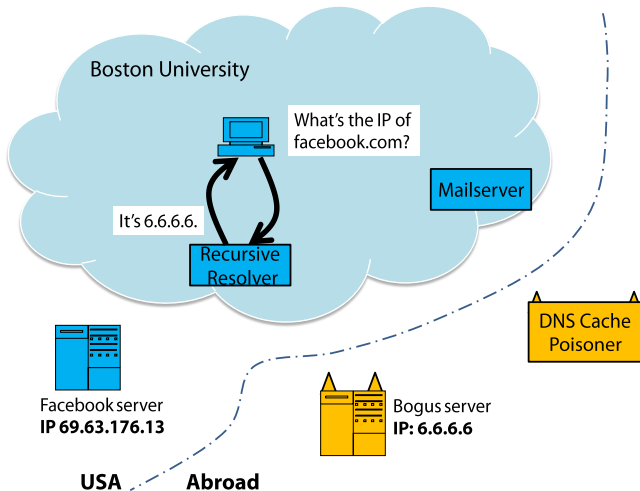 Boston University
What's the IP of
facebook.com?
Mailserver
It's 6.6.6.6.
Recursive
Resolver
DNS Cache
Poisoner
Facebook server
IP 69.63.176.13
Bogus server
IP: 6.6.6.6
USA
Abroad